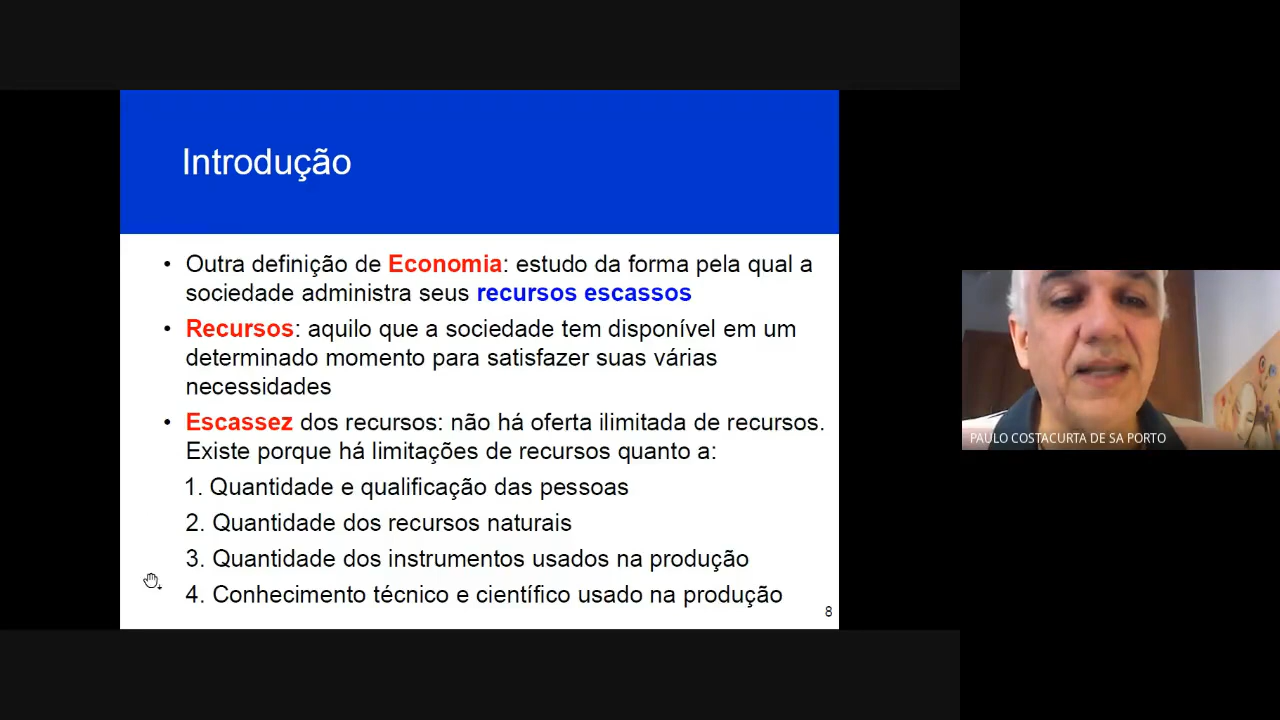 Introdução
• Outra definição de Economia: estudo da forma pela qual a
sociedade administra seus recursos escassos
• Recursos: aquilo que a sociedade tem disponível em um
determinado momento para satisfazer suas várias
necessidades
• Escassez dos recursos: não há oferta ilimitada de recursos.
Existe porque há limitações de recursos quanto a:
1. Quantidade e qualificação das pessoas
2. Quantidade dos recursos naturais
3. Quantidade dos instrumentos usados na produção
4. Conhecimento técnico e científico usado na produção
8
PAULO COSTACURTA DE SA PORTO